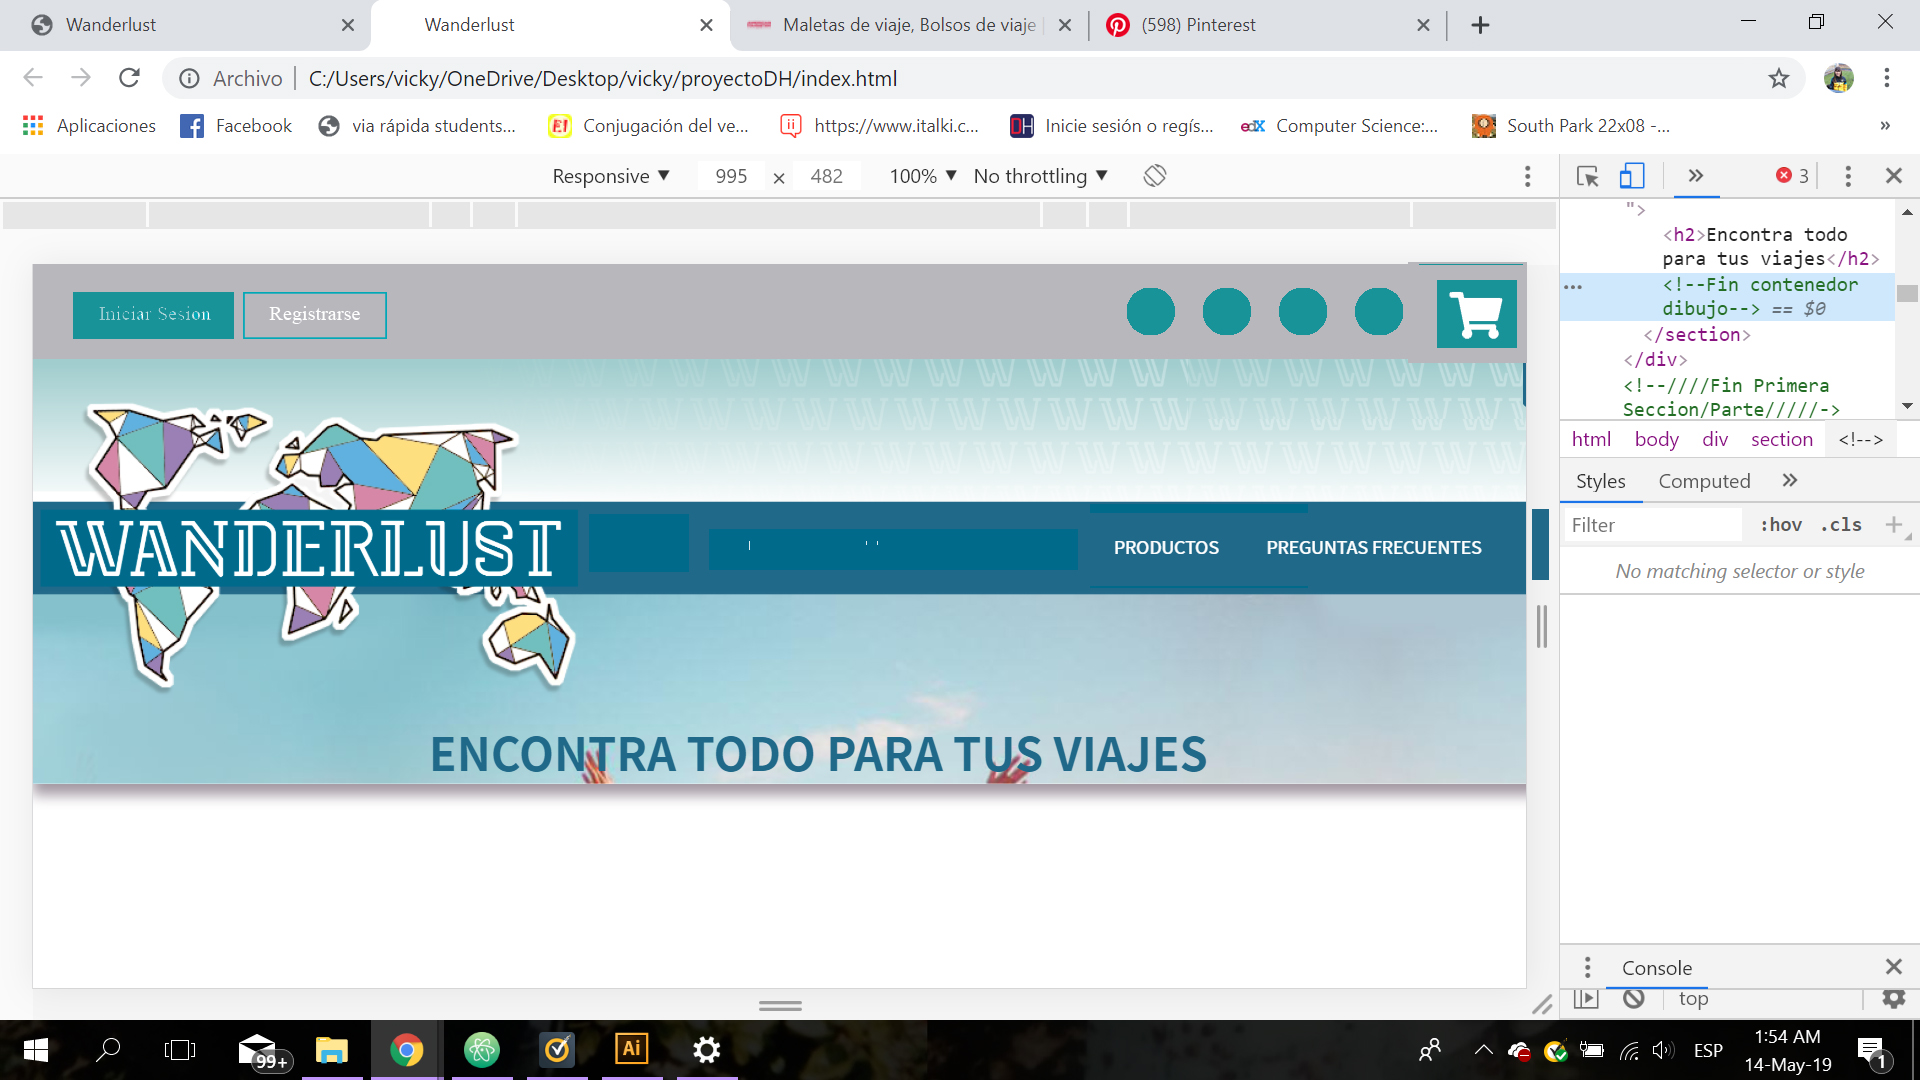 Wanderlust
Wanderlust
Maletas de viaje, Bolsos de viaje
(598) Pinterest
Archivo
C:/Users/vicky/OneDrive/Desktop/vicky/proyectoDH/index.html
Aplicaciones
Facebook
via rápida students...
Conjugación del ve...
https://www.italki.c...
Inicie sesión o regís...
Computer Science:...
South Park 22x08 -...
»
Responsive ▼ 995 × 482 100% ▼ No throttling ▼
» 3
">
<h2>Encontra todo
para tus viajes</h2>
<!--Fin contenedor
dibujo--> == $0
</section>
</div>
<!--////Fin Primera
Seccion/Parte/////->
html body div section <!-->
Styles Computed »
Filter :hov .cls +
No matching selector or style
Console
top
Iniciar Sesion
Registrarse
WANDERLUST
PRODUCTOS
PREGUNTAS FRECUENTES
ENCONTRA TODO PARA TUS VIAJES
99+
Ai
ESP
1:54 AM
14-May-19
1